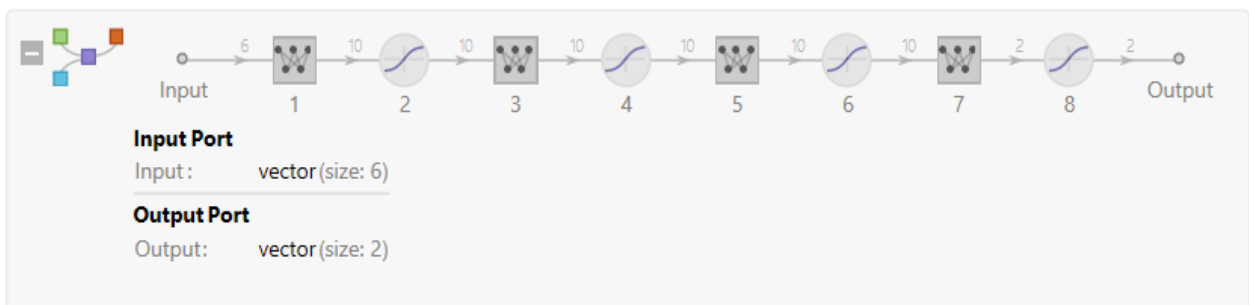 6 10 10 10 10 10 10 2 2
Input 1 2 3 4 5 6 7 8 Output
Input Port
Input: vector (size: 6)
Output Port
Output: vector (size: 2)